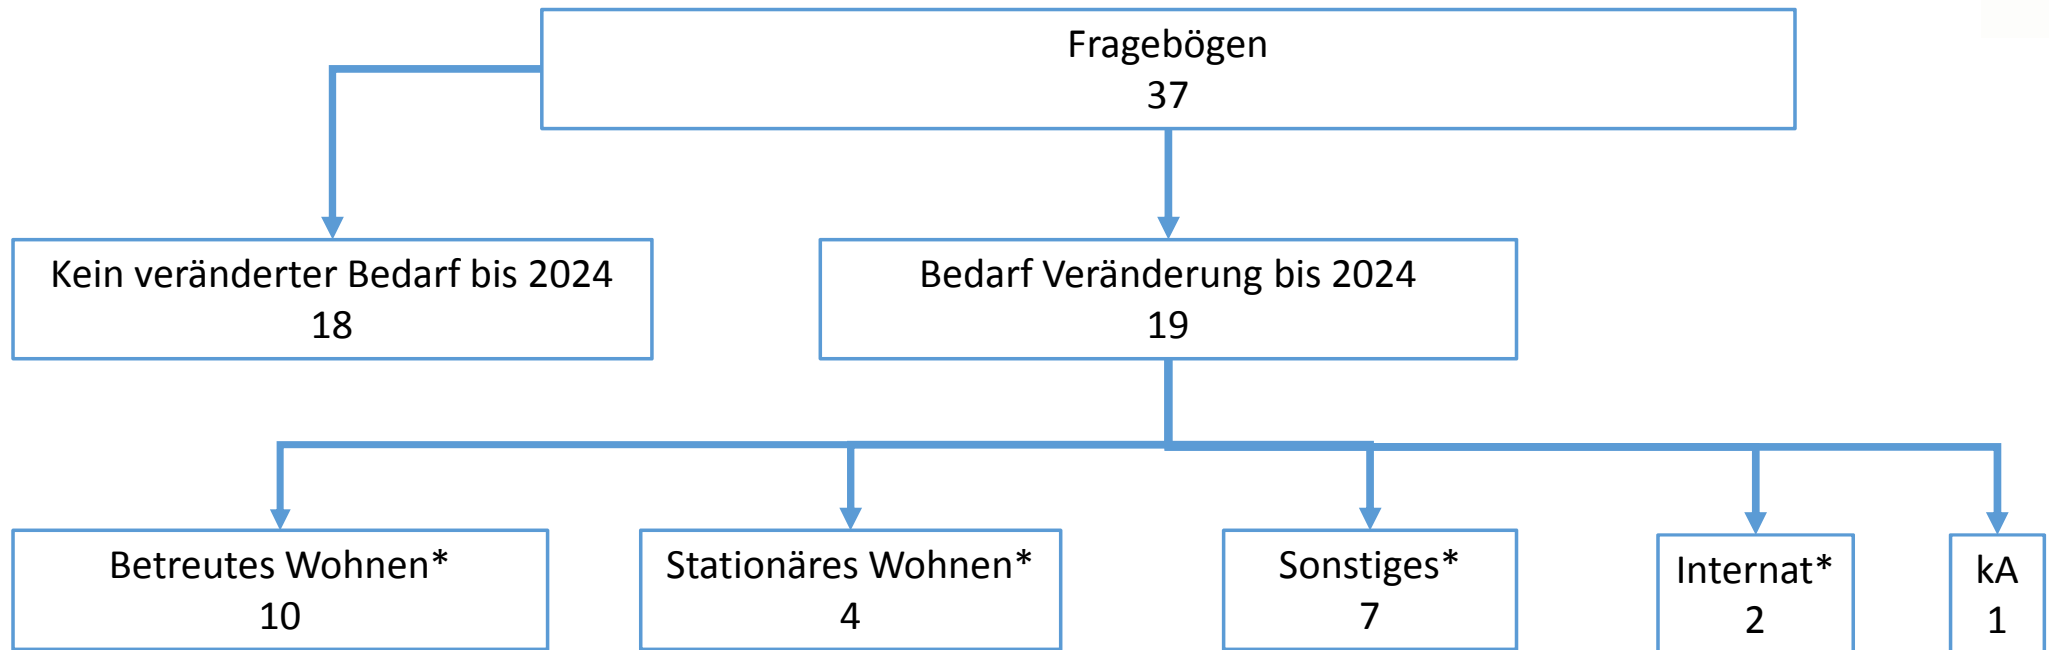 Fragebögen
37
Kein veränderter Bedarf bis 2024
18
Bedarf Veränderung bis 2024
19
Betreutes Wohnen*
10
Stationäres Wohnen*
4
Sonstiges*
7
Internat*
2
kA
1